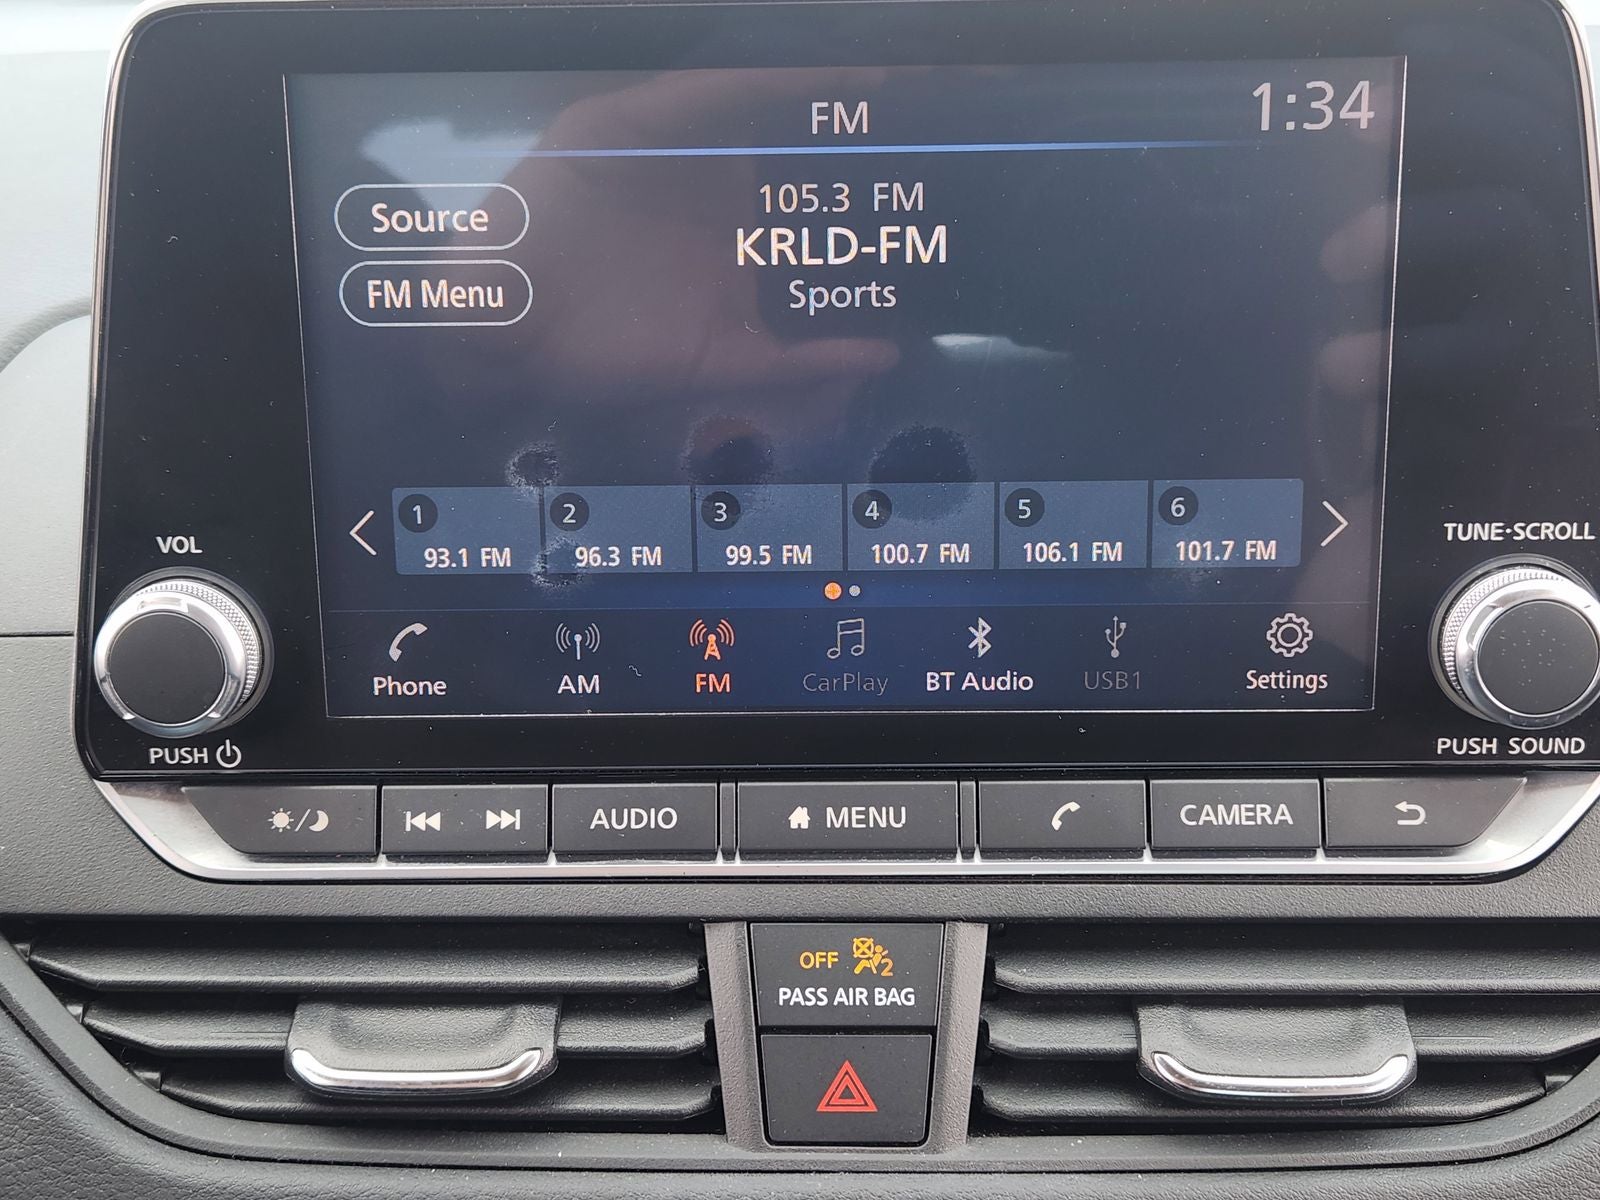 FM
1:34
Source
105.3 FM
KRLD-FM
FM Menu
Sports
1
2
3
4
5
6
93.1 FM
96.3 FM
99.5 FM
100.7 FM
106.1 FM
101.7 FM
VOL
TUNE·SCROLL
Phone
AM
FM
CarPlay
BT Audio
USB1
Settings
PUSH
PUSH SOUND
AUDIO
MENU
CAMERA
OFF 2
PASS AIR BAG